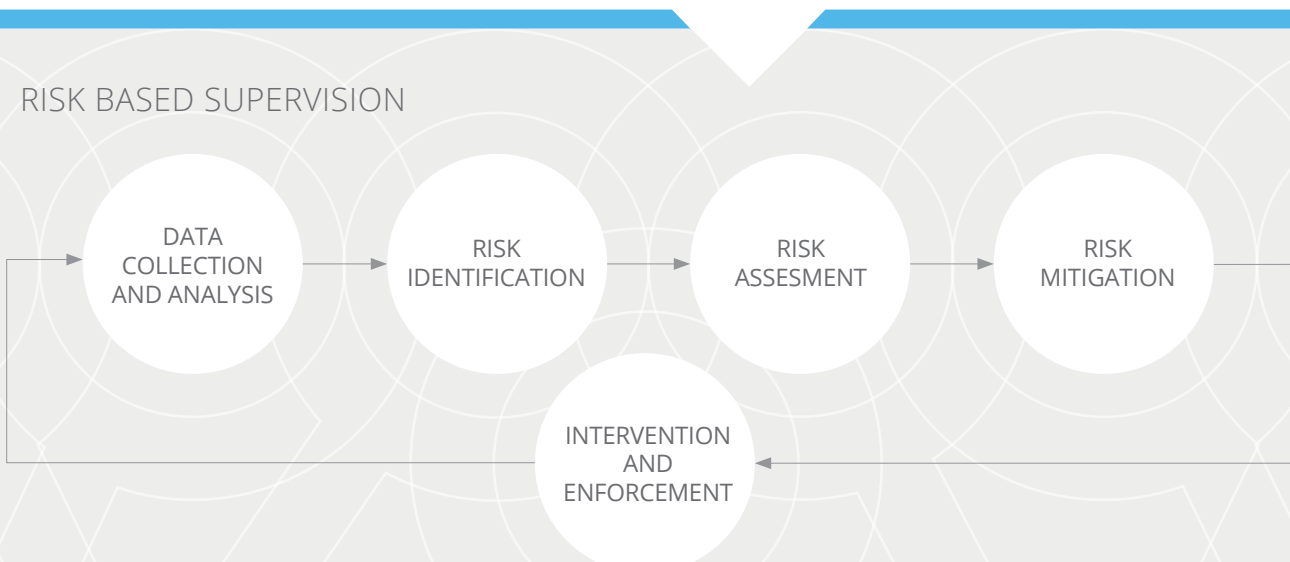 RISK BASED SUPERVISION
DATA
COLLECTION
AND ANALYSIS
RISK
IDENTIFICATION
RISK
ASSESMENT
RISK
MITIGATION
INTERVENTION
AND
ENFORCEMENT